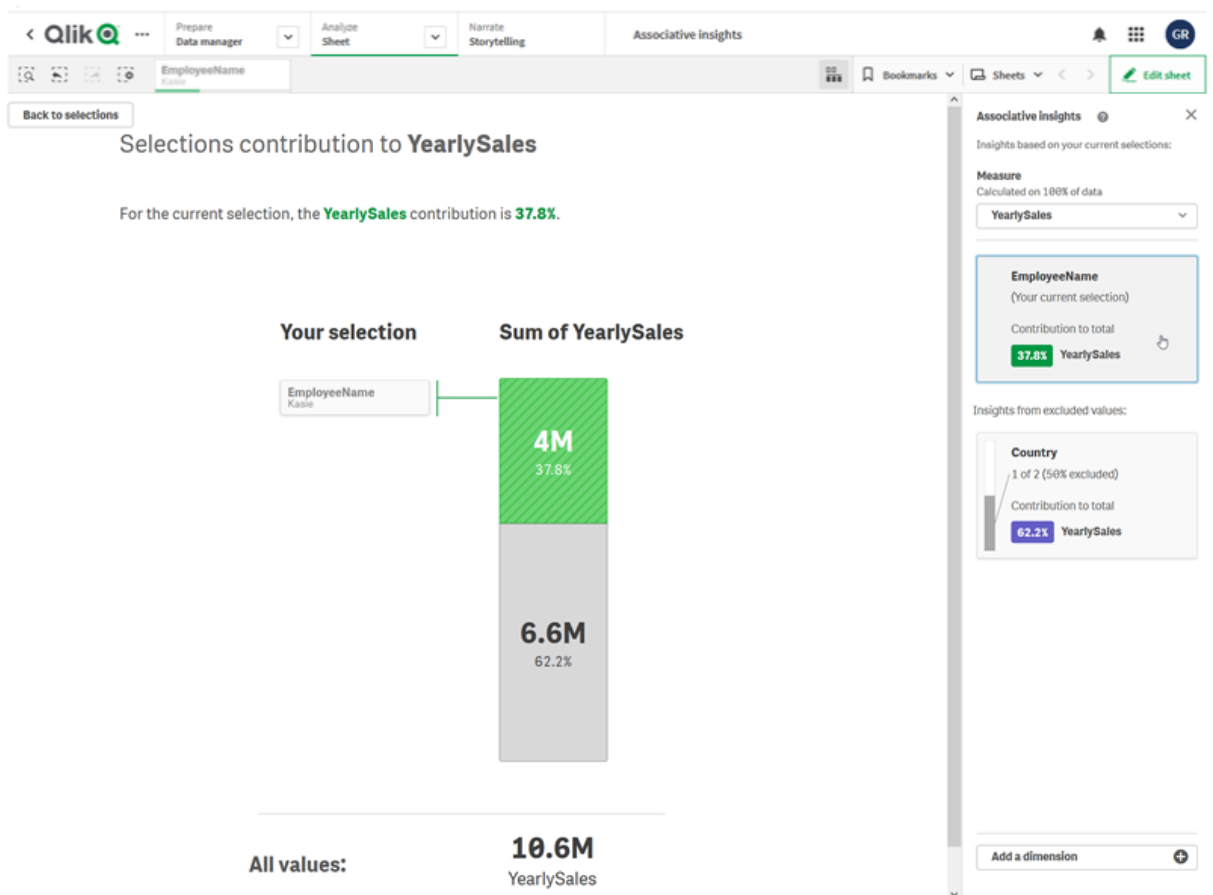 Qlik
Prepare
Data manager
Analyze
Sheet
Narrate
Storytelling
Associative insights
GR
EmployeeName
Kasie
Bookmarks
Sheets
Edit sheet
Back to selections
Selections contribution to YearlySales
For the current selection, the YearlySales contribution is 37.8%.
Your selection
Sum of YearlySales
EmployeeName
Kasie
4M
37.8%
6.6M
62.2%
All values:
10.6M
YearlySales
Associative insights
Insights based on your current selections:
Measure
Calculated on 100% of data
YearlySales
EmployeeName
(Your current selection)
Contribution to total
37.8% YearlySales
Insights from excluded values:
Country
1 of 2 (50% excluded)
Contribution to total
62.2% YearlySales
Add a dimension